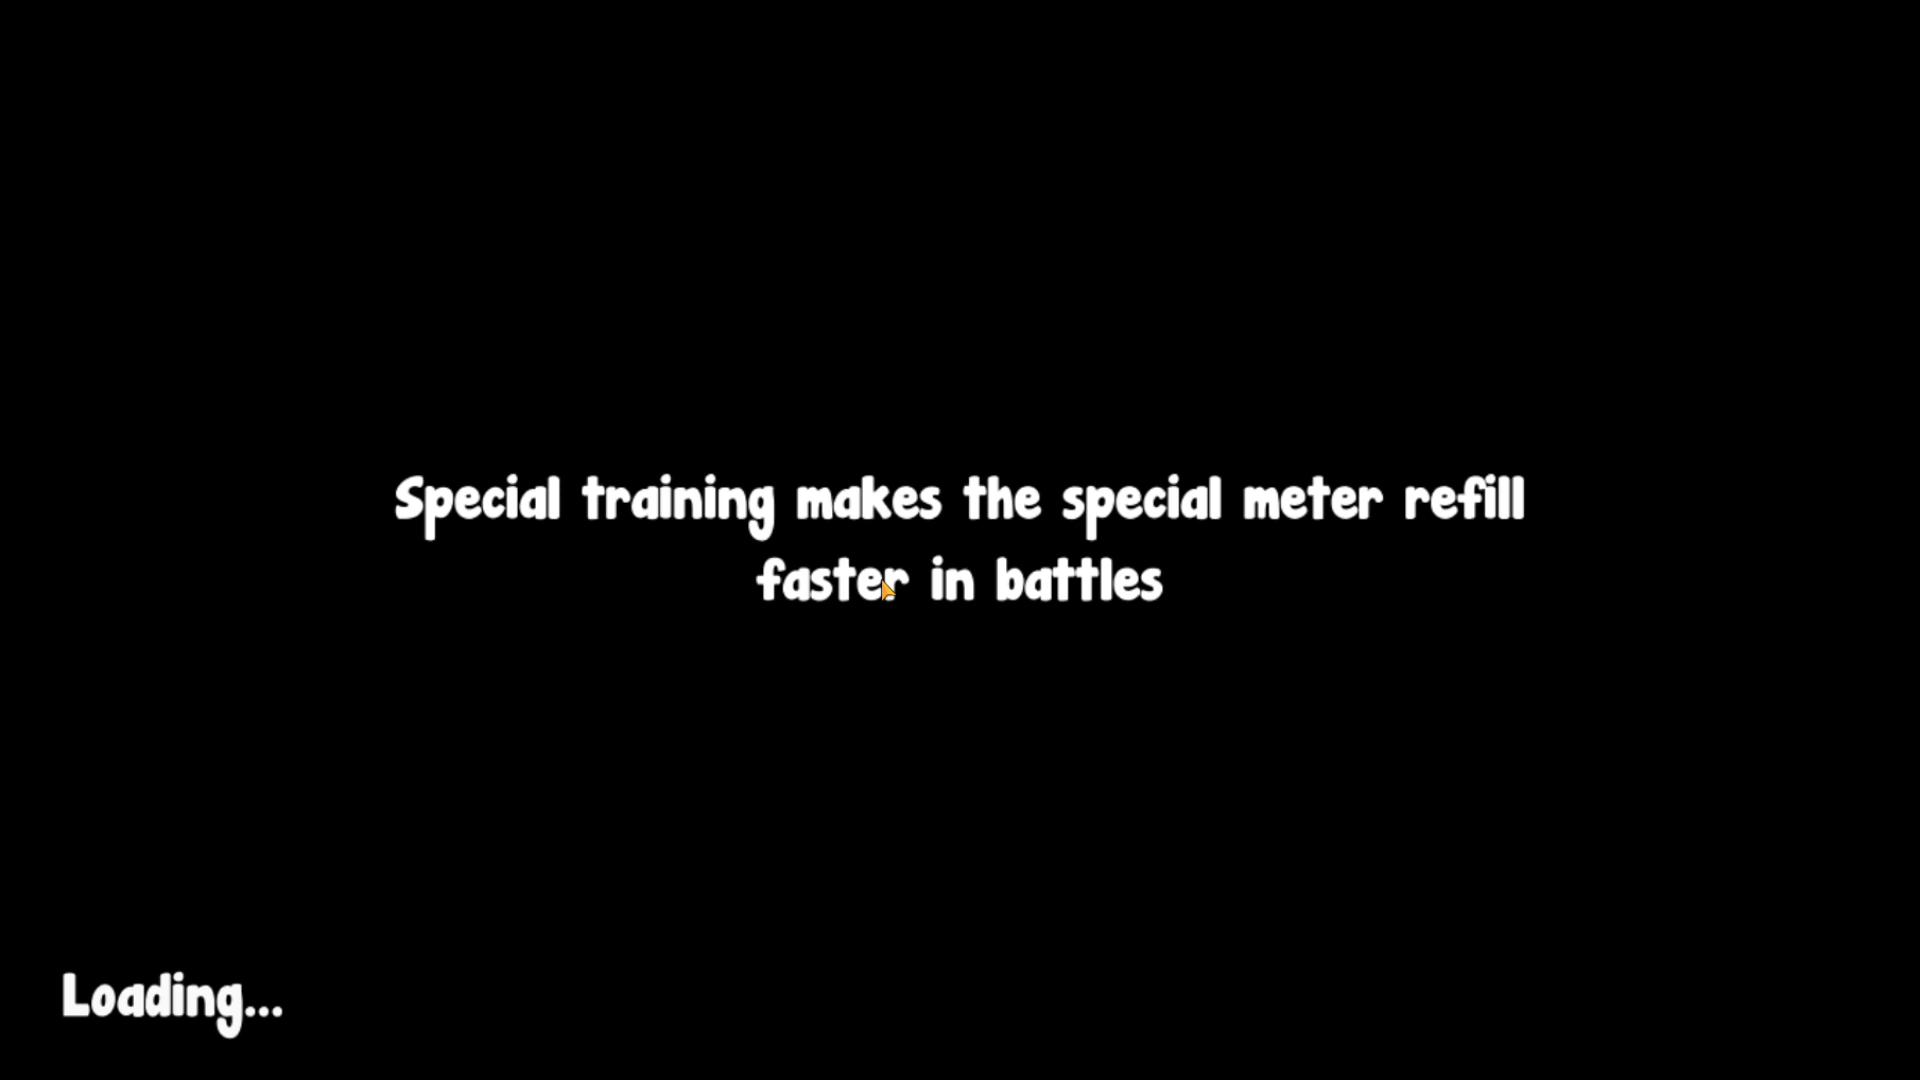 Special training makes the special meter refill
faster in battles
Loading...